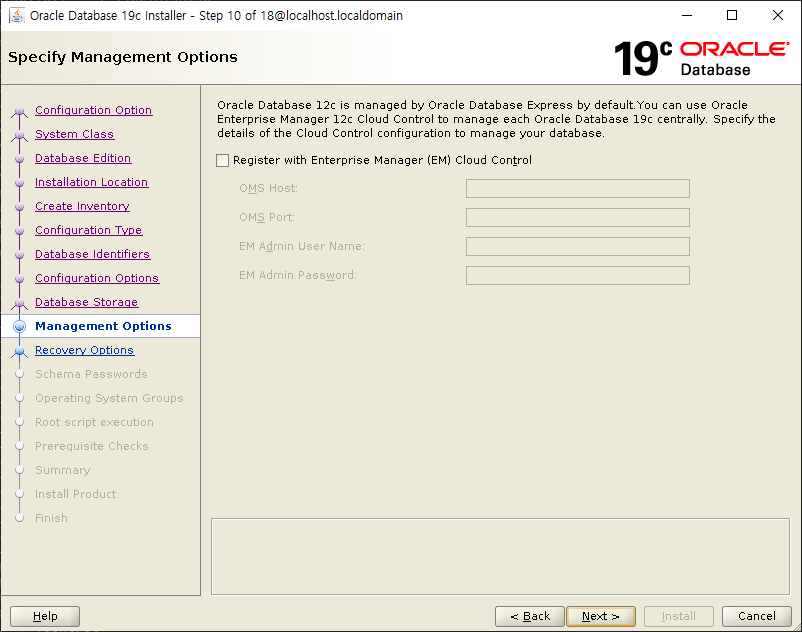 Oracle Database 19c Installer - Step 10 of 18@localhost.localdomain
Specify Management Options
19c ORACLE
Database
Configuration Option
System Class
Database Edition
Installation Location
Create Inventory
Configuration Type
Database Identifiers
Configuration Options
Database Storage
Management Options
Recovery Options
Schema Passwords
Operating System Groups
Root script execution
Prerequisite Checks
Summary
Install Product
Finish
Oracle Database 12c is managed by Oracle Database Express by default.You can use Oracle
Enterprise Manager 12c Cloud Control to manage each Oracle Database 19c centrally. Specify the
details of the Cloud Control configuration to manage your database.
Register with Enterprise Manager (EM) Cloud Control
OMS Host:
OMS Port:
EM Admin User Name:
EM Admin Password:
Help
< Back
Next >
Install
Cancel